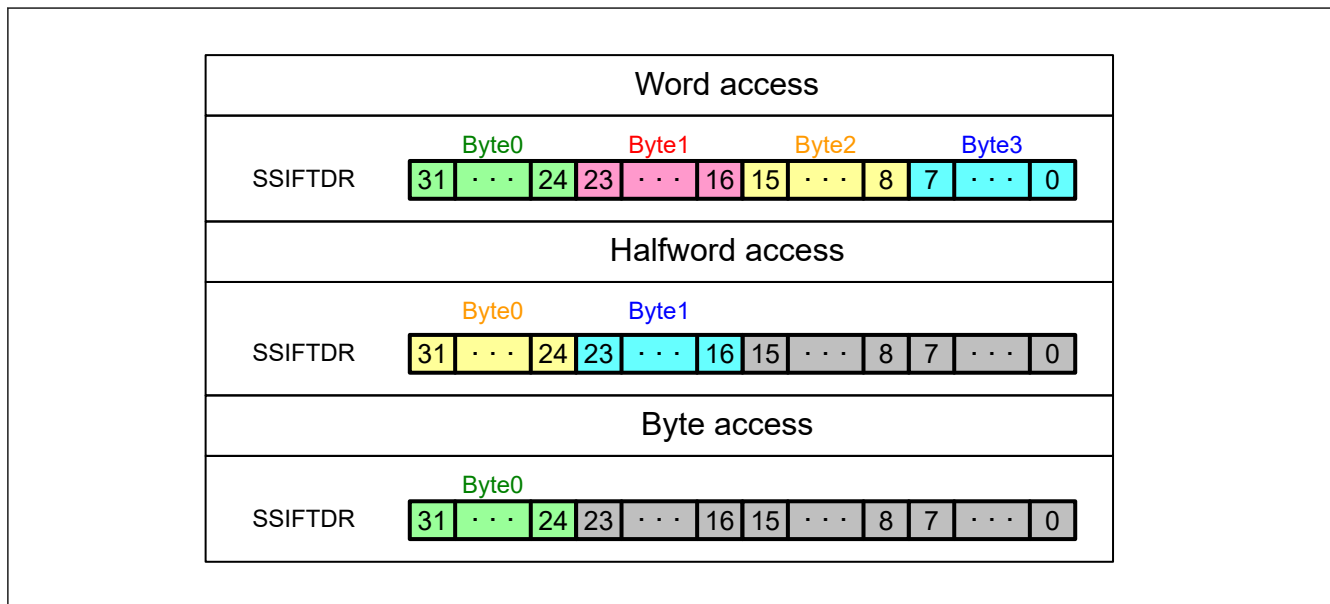 Word access
Byte0 Byte1 Byte2 Byte3
SSIFTDR 31 ··· 24 23 ··· 16 15 ··· 8 7 ··· 0
Halfword access
Byte0 Byte1
SSIFTDR 31 ··· 24 23 ··· 16 15 ··· 8 7 ··· 0
Byte access
Byte0
SSIFTDR 31 ··· 24 23 ··· 16 15 ··· 8 7 ··· 0